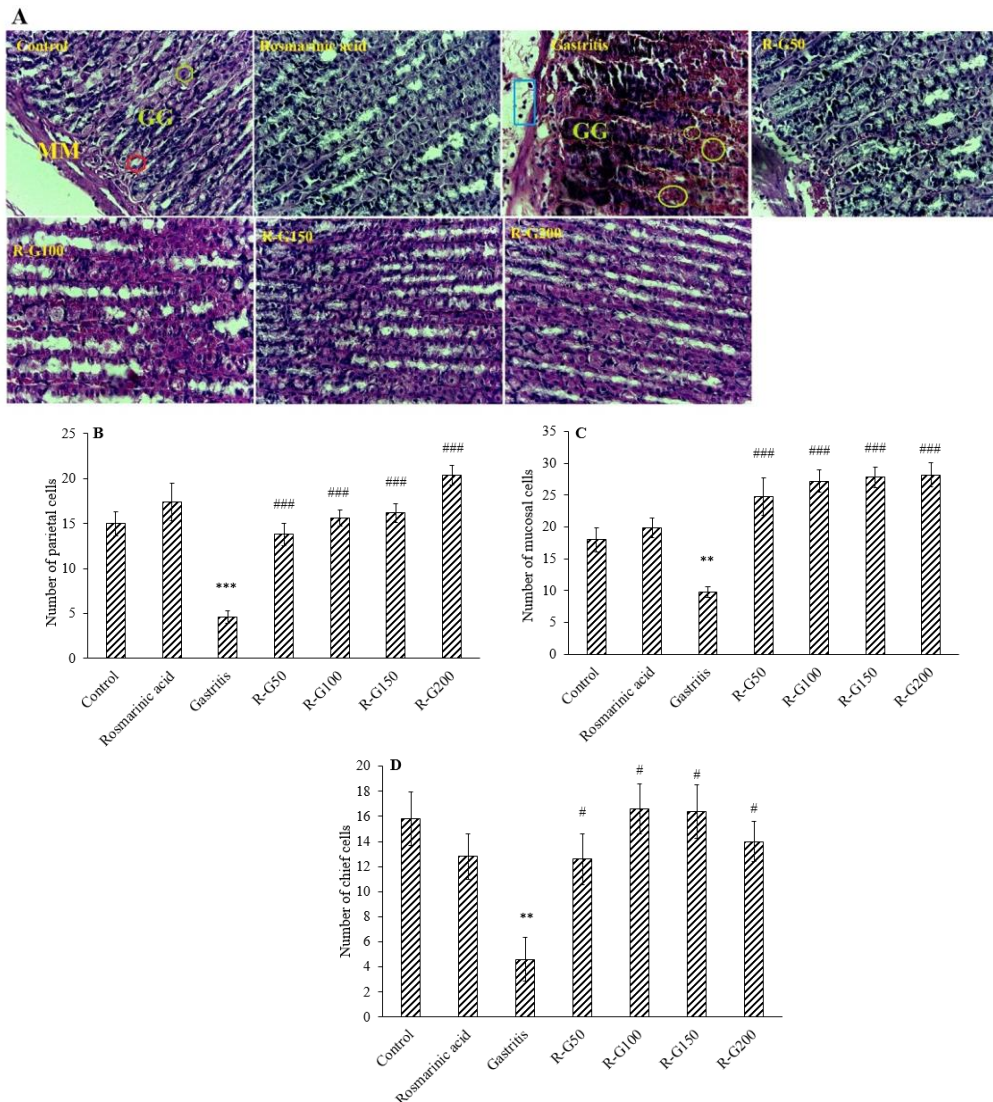 A
Control
Rosmarinic acid
Gastritis
R-G50
GG
MM
GG
R-G100
R-G150
R-G200
B
Number of parietal cells
25
20
15
10
5
0
***
###
###
###
###
Control
Rosmarinic acid
Gastritis
R-G50
R-G100
R-G150
R-G200
C
Number of mucosal cells
35
30
25
20
15
10
5
0
**
###
###
###
###
Control
Rosmarinic acid
Gastritis
R-G50
R-G100
R-G150
R-G200
D
Number of chief cells
20
18
16
14
12
10
8
6
4
2
0
**
#
#
#
#
Control
Rosmarinic acid
Gastritis
R-G50
R-G100
R-G150
R-G200